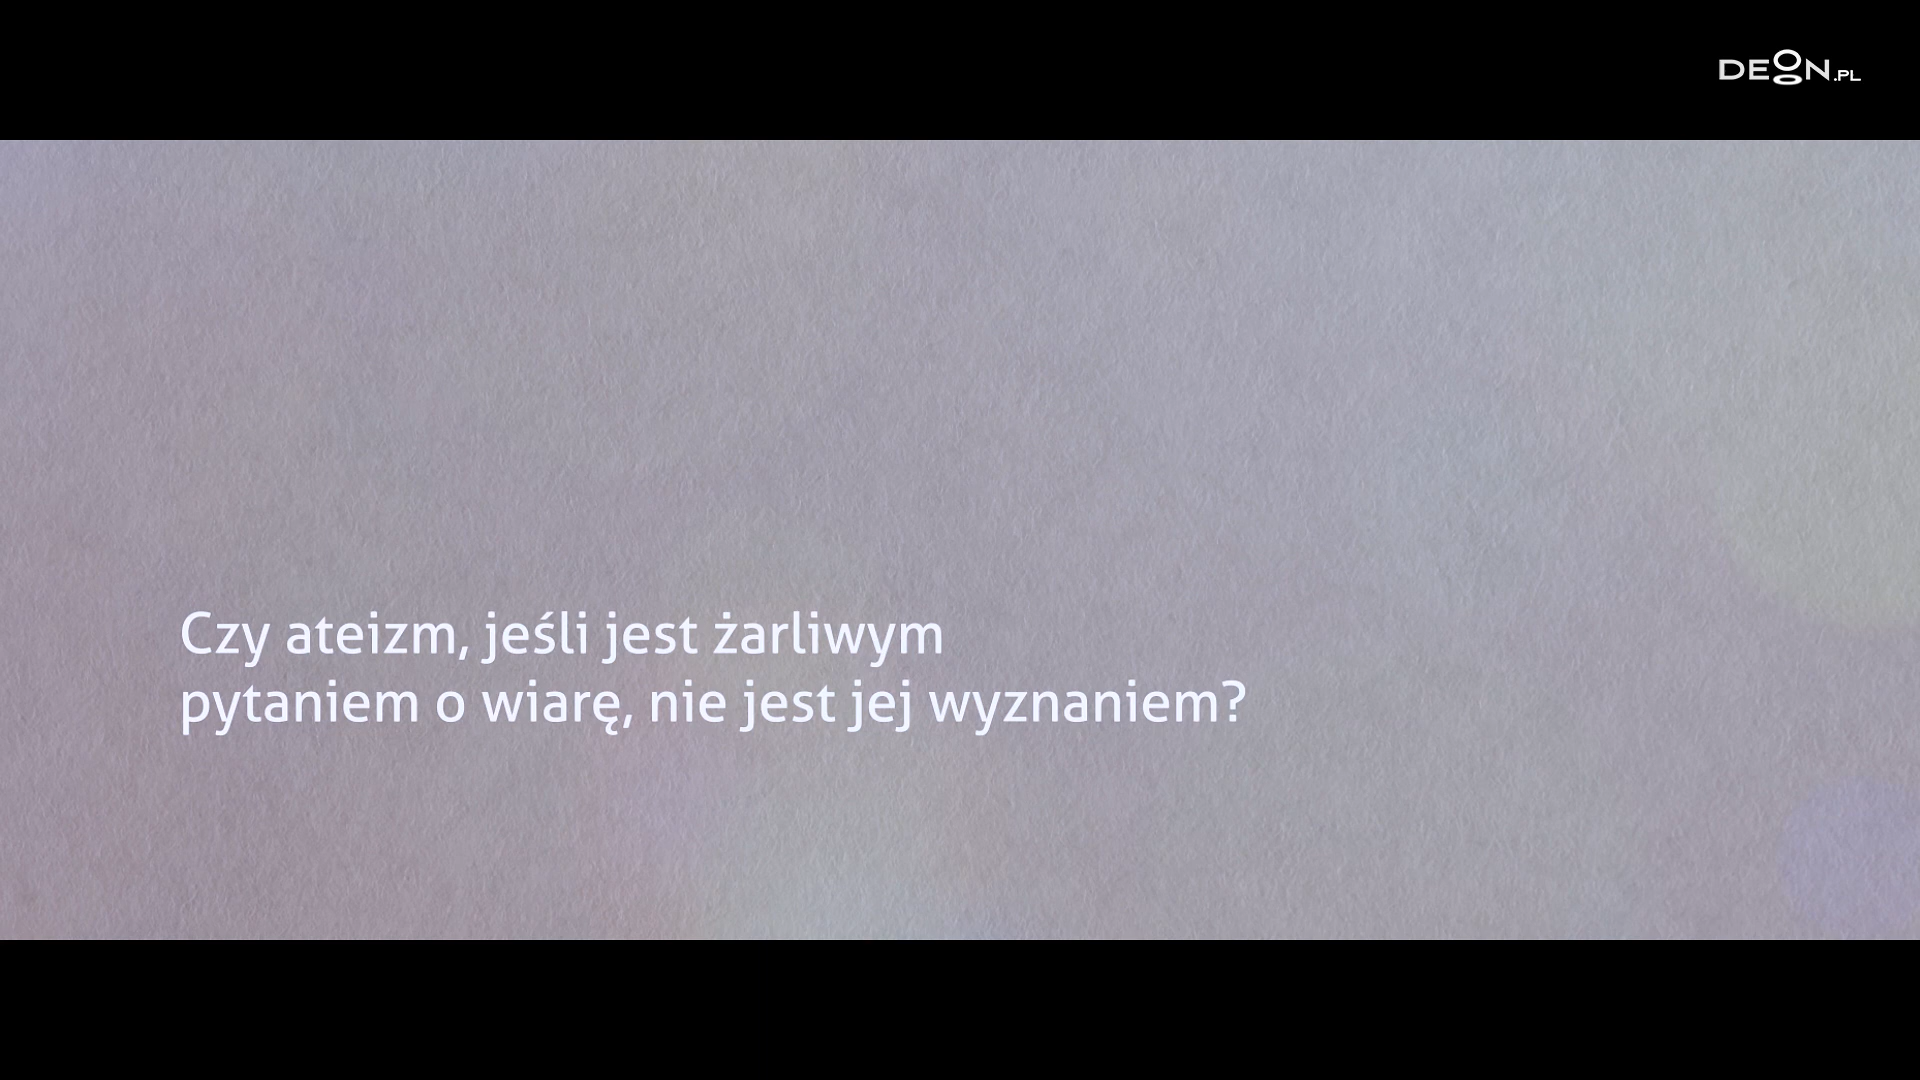 DEON.PL
Czy ateizm, jeśli jest żarliwym
pytaniem o wiarę, nie jest jej wyznaniem?